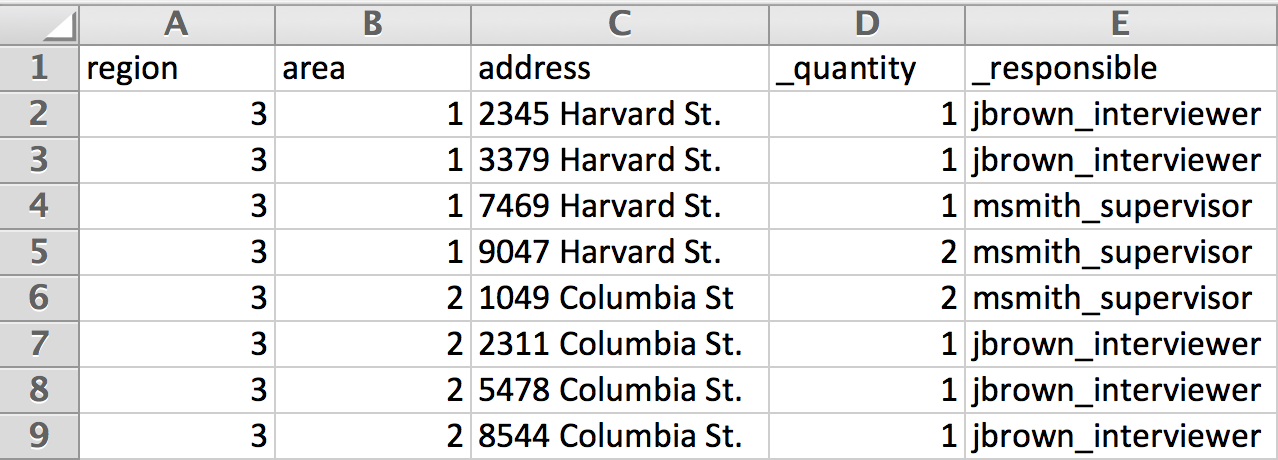 A B C D E
1 region area address _quantity _responsible
2 3 1 2345 Harvard St. 1 jbrown_interviewer
3 3 1 3379 Harvard St. 1 jbrown_interviewer
4 3 1 7469 Harvard St. 1 msmith_supervisor
5 3 1 9047 Harvard St. 2 msmith_supervisor
6 3 2 1049 Columbia St 2 msmith_supervisor
7 3 2 2311 Columbia St. 1 jbrown_interviewer
8 3 2 5478 Columbia St. 1 jbrown_interviewer
9 3 2 8544 Columbia St. 1 jbrown_interviewer